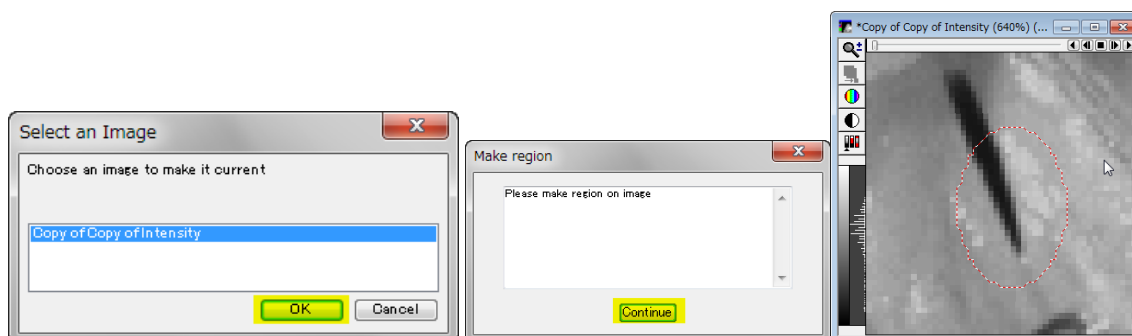 Select an Image
Choose an image to make it current
Copy of Copy of Intensity
OK
Cancel
Make region
Please make region on image
Continue
*Copy of Copy of Intensity (640%) (...